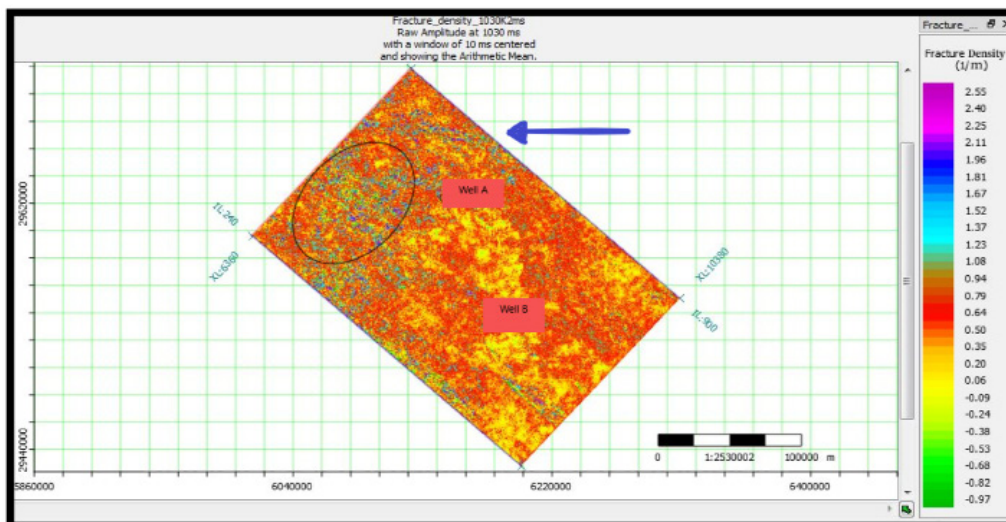 Fracture_density_1030K2ms
Raw Amplitude at 1030 ms
with a window of 10 ms centered
and showing the Arithmetic Mean.
Fracture_...
Fracture Density
(1/m)
2.55
2.40
2.25
2.11
1.96
1.82
1.67
1.52
1.38
1.23
1.08
0.94
0.79
0.64
0.50
0.35
0.20
0.06
-0.09
-0.24
-0.38
-0.53
-0.68
-0.82
-0.97
Well A
Well B
IL:240
XL:6360
XL:10380
IL:900
29620000
29440000
0
1:2530002
100000 m
5860000
6040000
6220000
6400000